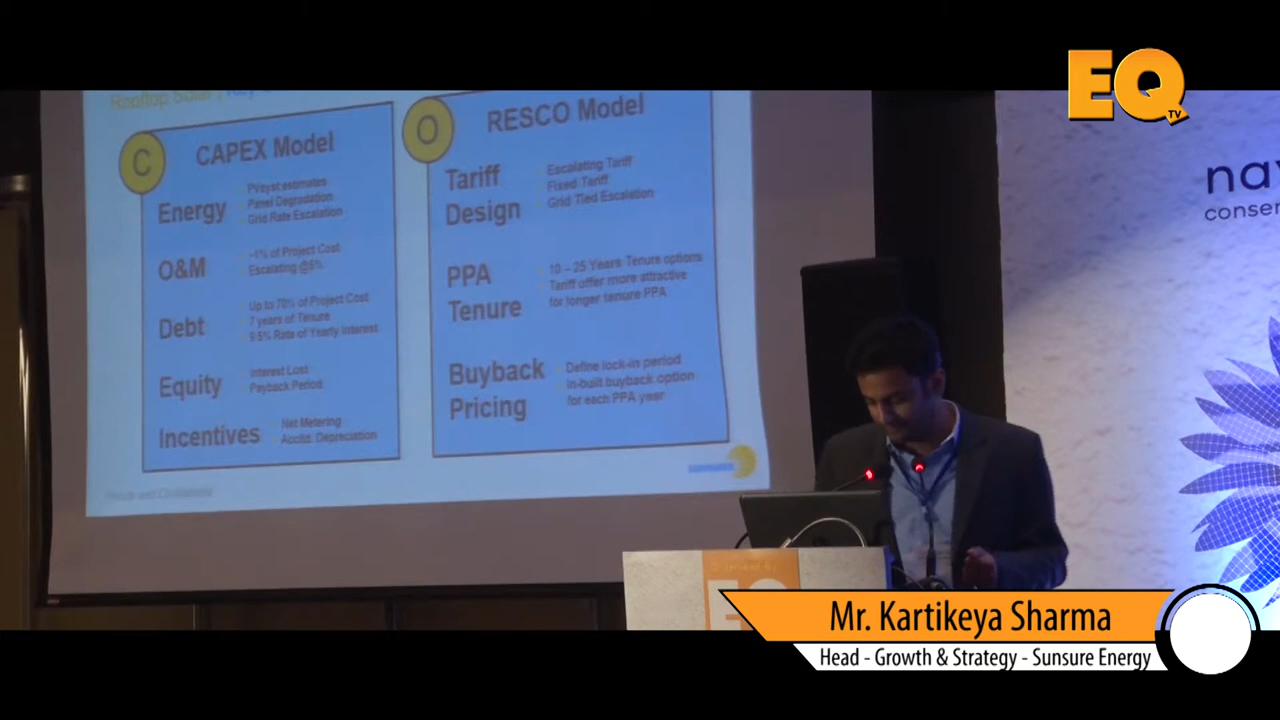 EQ
TV
Rooftop Solar
C
CAPEX Model
Energy
PVsyst estimates
Panel Degradation
Grid Rate Escalation
O&M
~1% of Project Cost
Escalating @5%
Debt
Up to 70% of Project Cost
7 years of Tenure
9.5% Rate of Yearly Interest
Equity
Interest Lost
Payback Period
Incentives
Net Metering
Accltd. Depreciation
O
RESCO Model
Tariff
Design
Escalating Tariff
Fixed Tariff
Grid Tied Escalation
PPA
Tenure
10 – 25 Years Tenure options
Tariff offer more attractive
for longer tenure PPA
Buyback
Pricing
Define lock-in period
In-built buyback option
for each PPA year
Mr. Kartikeya Sharma
Head - Growth & Strategy - Sunsure Energy